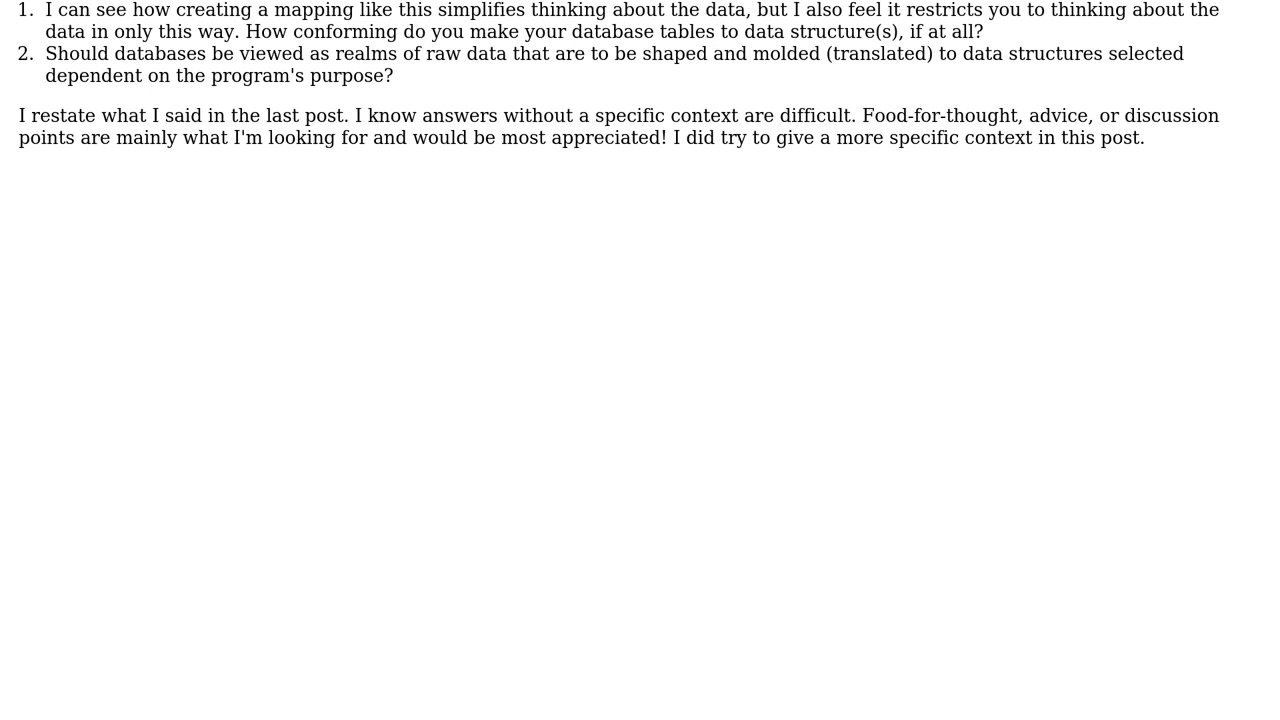 1. I can see how creating a mapping like this simplifies thinking about the data, but I also feel it restricts you to thinking about the
data in only this way. How conforming do you make your database tables to data structure(s), if at all?
2. Should databases be viewed as realms of raw data that are to be shaped and molded (translated) to data structures selected
dependent on the program's purpose?
I restate what I said in the last post. I know answers without a specific context are difficult. Food-for-thought, advice, or discussion
points are mainly what I'm looking for and would be most appreciated! I did try to give a more specific context in this post.